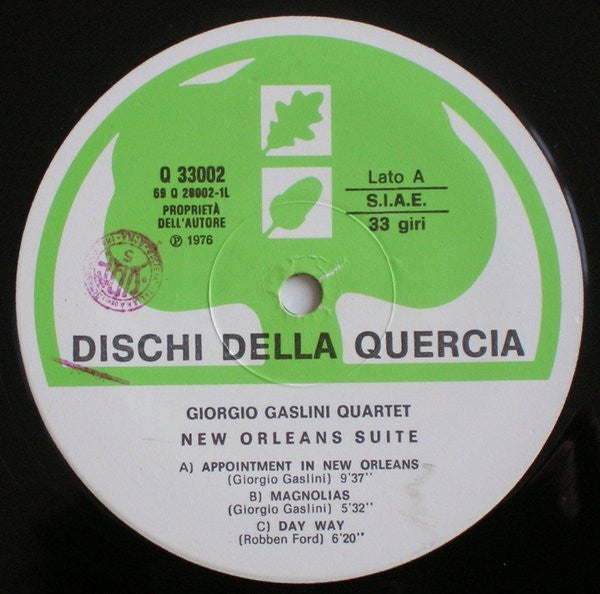 Q 33002
69 Q 28002-1L
PROPRIETÀ
DELL'AUTORE
Ⓟ 1976
Lato A
S.I.A.E.
33 giri
DISCHI DELLA QUERCIA
GIORGIO GASLINI QUARTET
NEW ORLEANS SUITE
A) APPOINTMENT IN NEW ORLEANS
(Giorgio Gaslini) 9'37''
B) MAGNOLIAS
(Giorgio Gaslini) 5'32''
C) DAY WAY
(Robben Ford) 6'20''